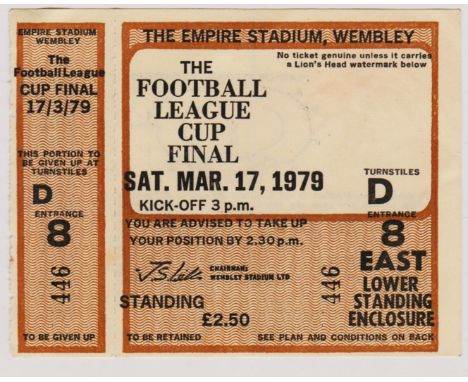 EMPIRE STADIUM
WEMBLEY
The
Football League
CUP FINAL
17/3/79
THIS PORTION TO
BE GIVEN UP AT
TURNSTILES
D
ENTRANCE
8
446
TO BE GIVEN UP
THE EMPIRE STADIUM, WEMBLEY
No ticket genuine unless it carries
a Lion's Head watermark below
THE
FOOTBALL
LEAGUE
CUP
FINAL
SAT. MAR. 17, 1979
KICK-OFF 3 p.m.
YOU ARE ADVISED TO TAKE UP
YOUR POSITION BY 2.30 p.m.
CHAIRMAN:
WEMBLEY STADIUM LTD
STANDING
£2.50
TO BE RETAINED
TURNSTILES
D
ENTRANCE
8
446
EAST
LOWER
STANDING
ENCLOSURE
SEE PLAN AND CONDITIONS ON BACK